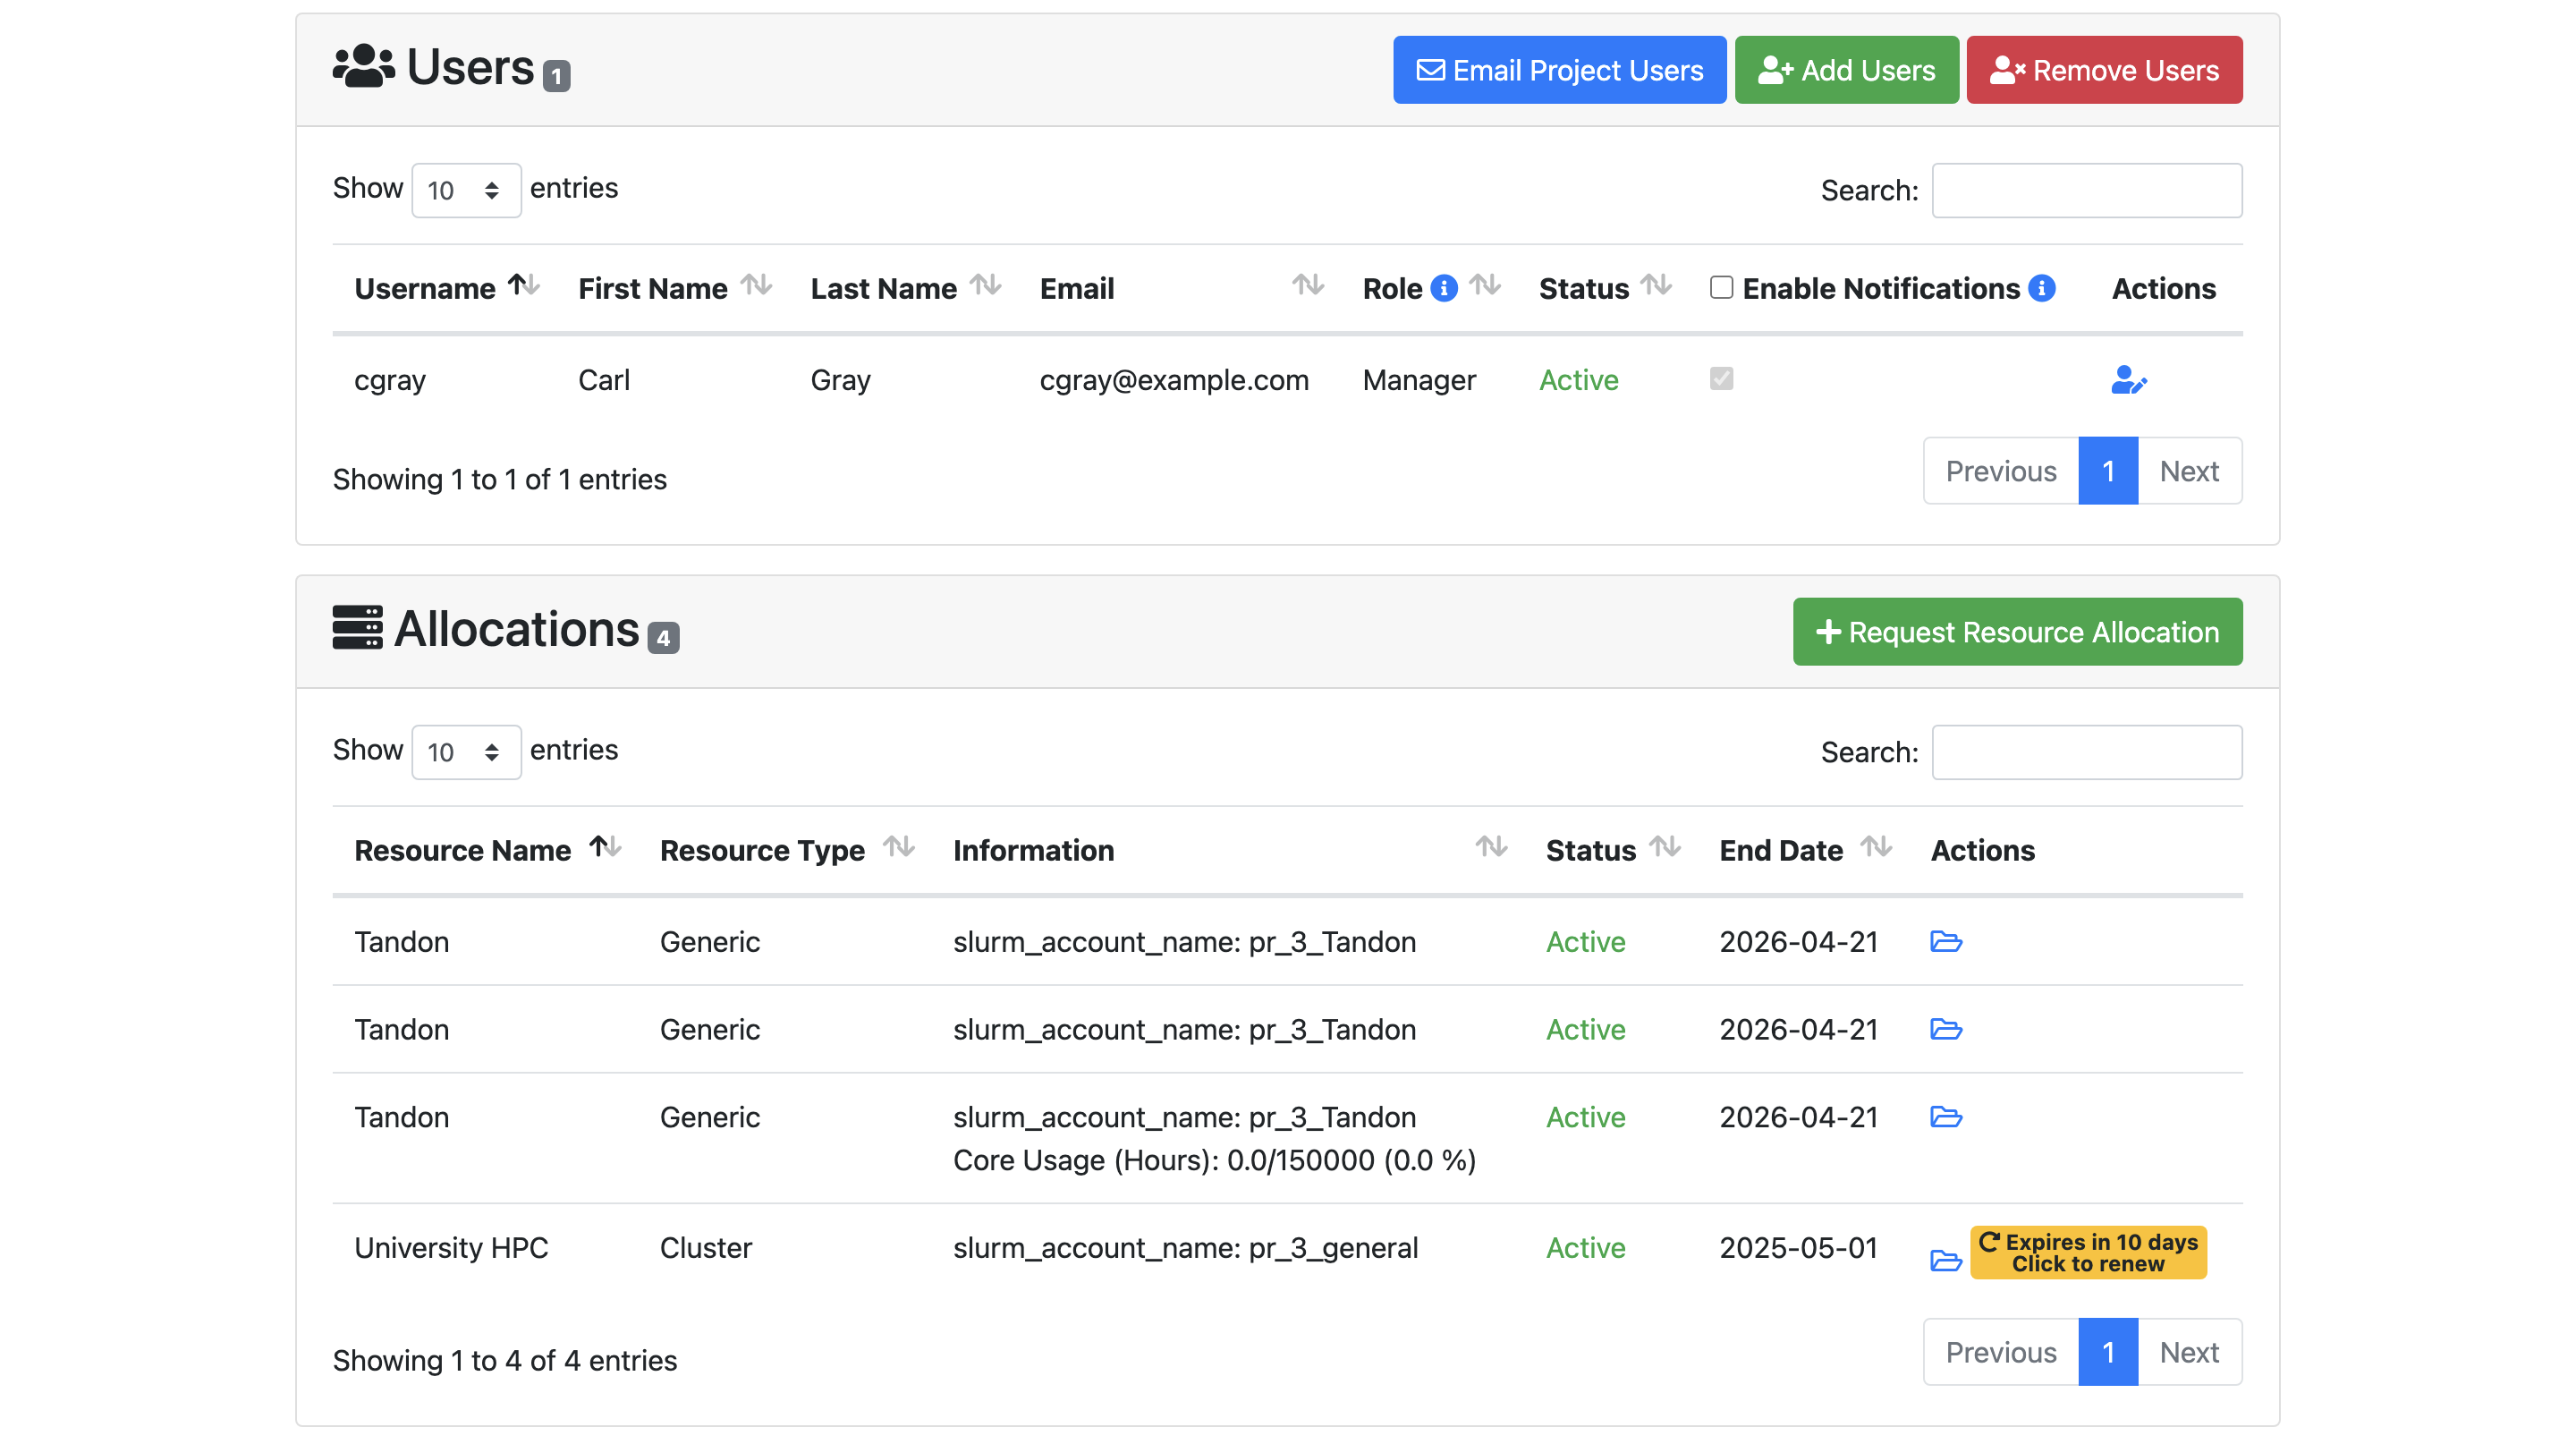 Users 1
Email Project Users
Add Users
Remove Users
Show 10 entries
Search:
Username First Name Last Name Email Role Status Enable Notifications Actions
cgray Carl Gray cgray@example.com Manager Active
Showing 1 to 1 of 1 entries
Previous 1 Next
Allocations 4
Request Resource Allocation
Show 10 entries
Search:
Resource Name Resource Type Information Status End Date Actions
Tandon Generic slurm_account_name: pr_3_Tandon Active 2026-04-21
Tandon Generic slurm_account_name: pr_3_Tandon Active 2026-04-21
Tandon Generic slurm_account_name: pr_3_Tandon Active 2026-04-21
Core Usage (Hours): 0.0/150000 (0.0 %)
University HPC Cluster slurm_account_name: pr_3_general Active 2025-05-01
Expires in 10 days
Click to renew
Showing 1 to 4 of 4 entries
Previous 1 Next